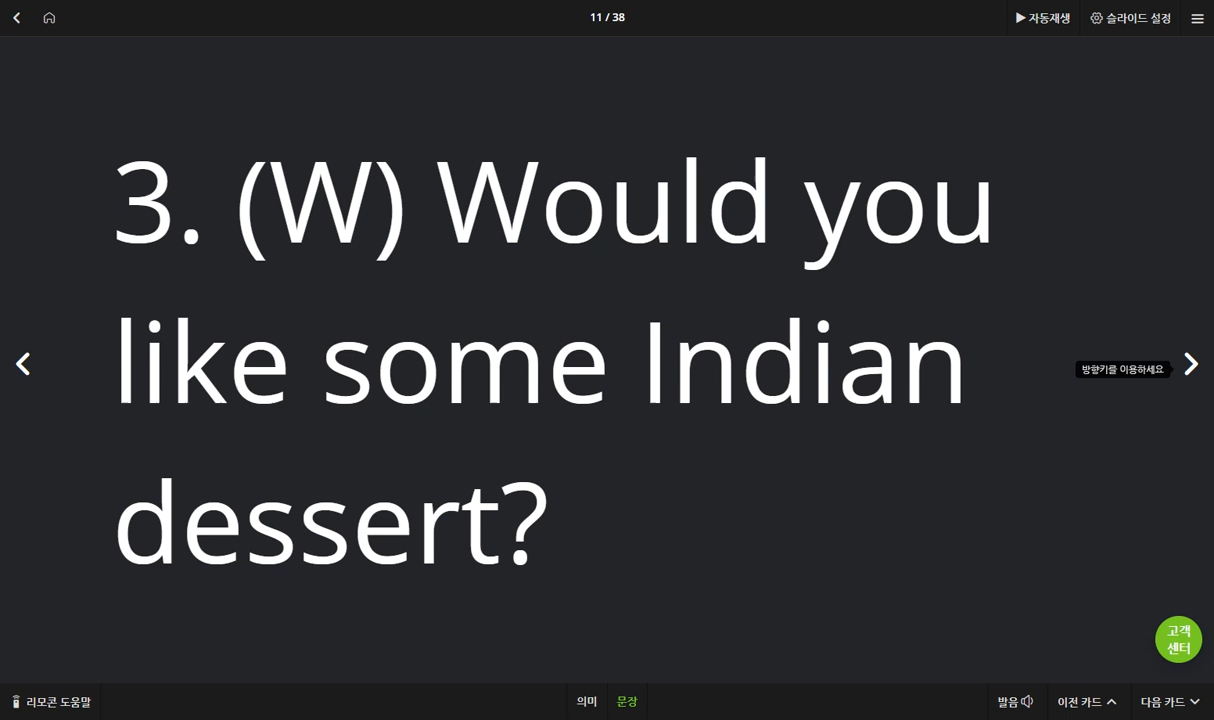 11 / 38
자동재생
슬라이드 설정
3. (W) Would you
like some Indian
dessert?
방향키를 이용하세요
고객
센터
리모콘 도움말
의미
문장
발음
이전 카드
다음 카드